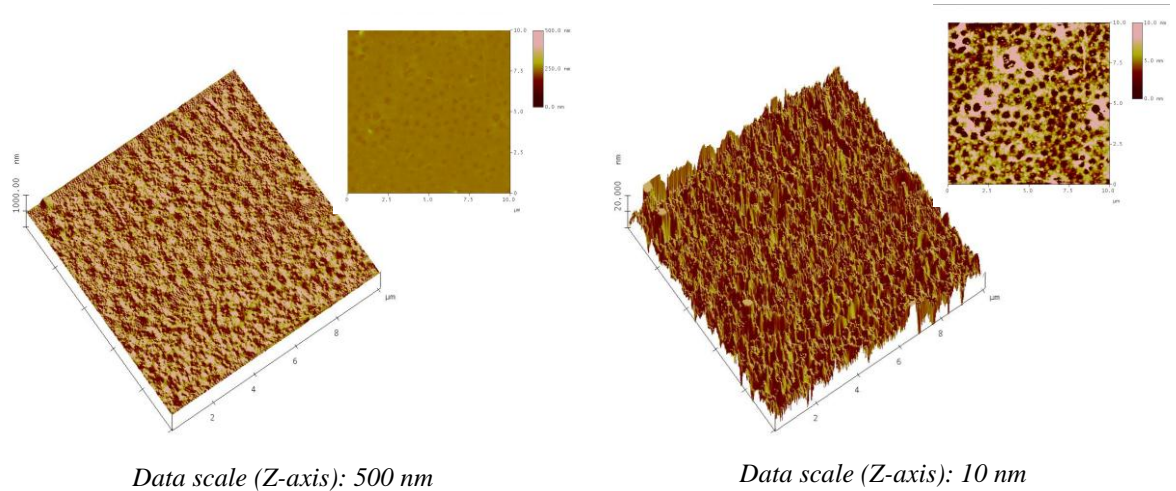 10.0
500.0 nm
7.5
250.0 nm
5.0
0.0 nm
2.5
0
0
2.5
5.0
7.5
10.0
µM
1000.00 nm
µm
8
6
4
2
10.0
10.0 nm
7.5
5.0 nm
5.0
0.0 nm
2.5
0
0
2.5
5.0
7.5
10.0
µm
20.000 nm
µm
8
6
4
2
Data scale (Z-axis): 500 nm
Data scale (Z-axis): 10 nm